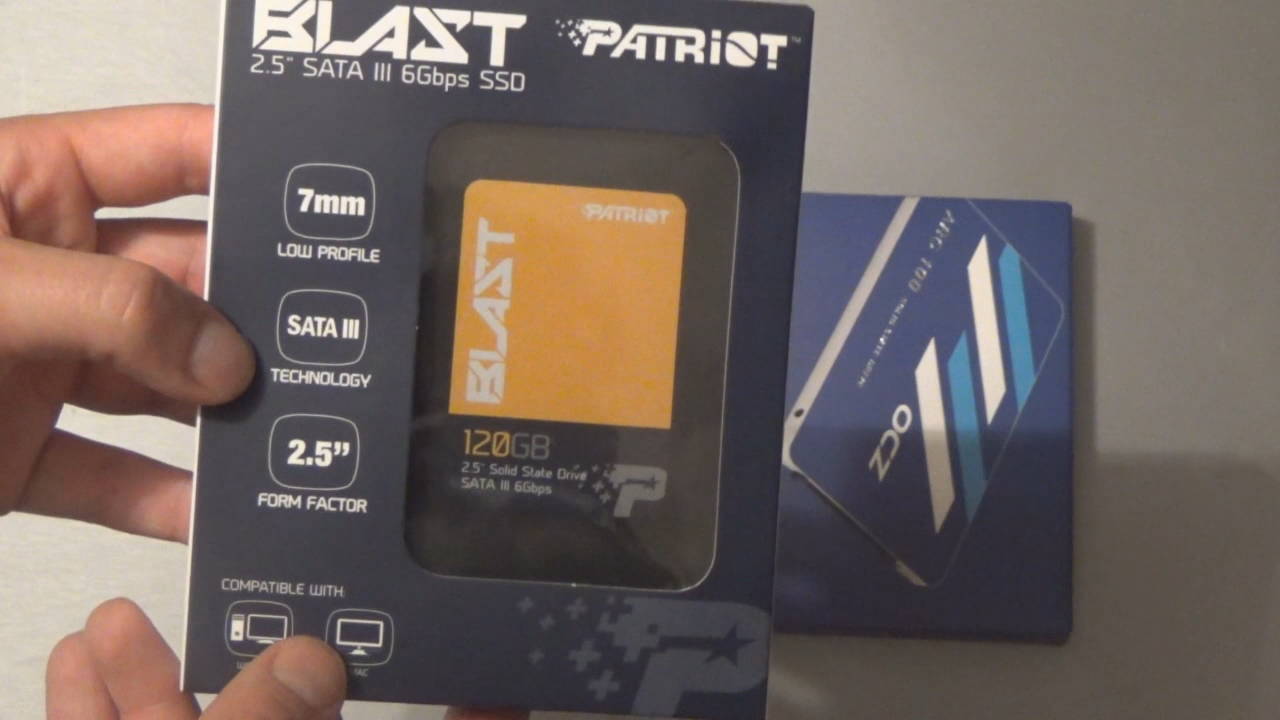 BLAST
PATRIOT™
2.5" SATA III 6Gbps SSD
7mm
LOW PROFILE
SATA III
TECHNOLOGY
2.5”
FORM FACTOR
COMPATIBLE WITH:
PATRIOT
BLAST
120GB
2.5" Solid State Drive
SATA III 6Gbps
ARC 100
OCZ